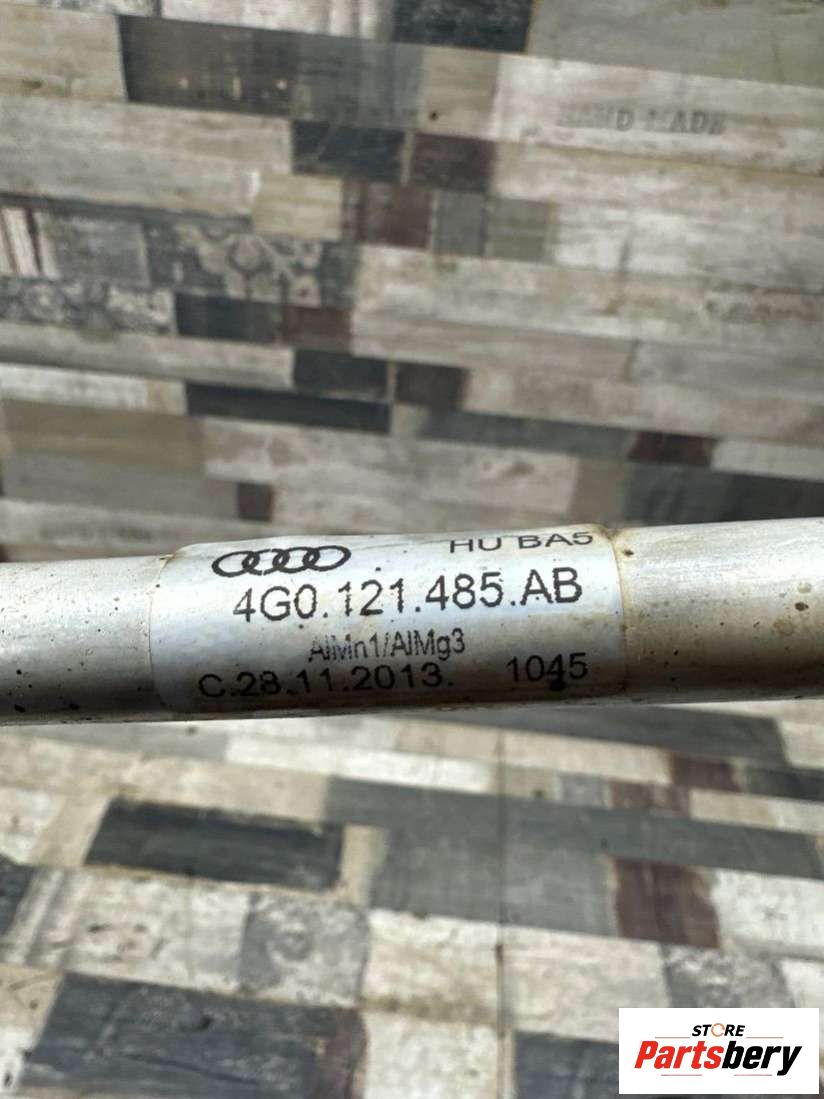 HAND MADE
HU BA5
4G0.121.485.AB
AlMn1/AlMg3
C.28.11.2013. 1045
STORE
Partsbery